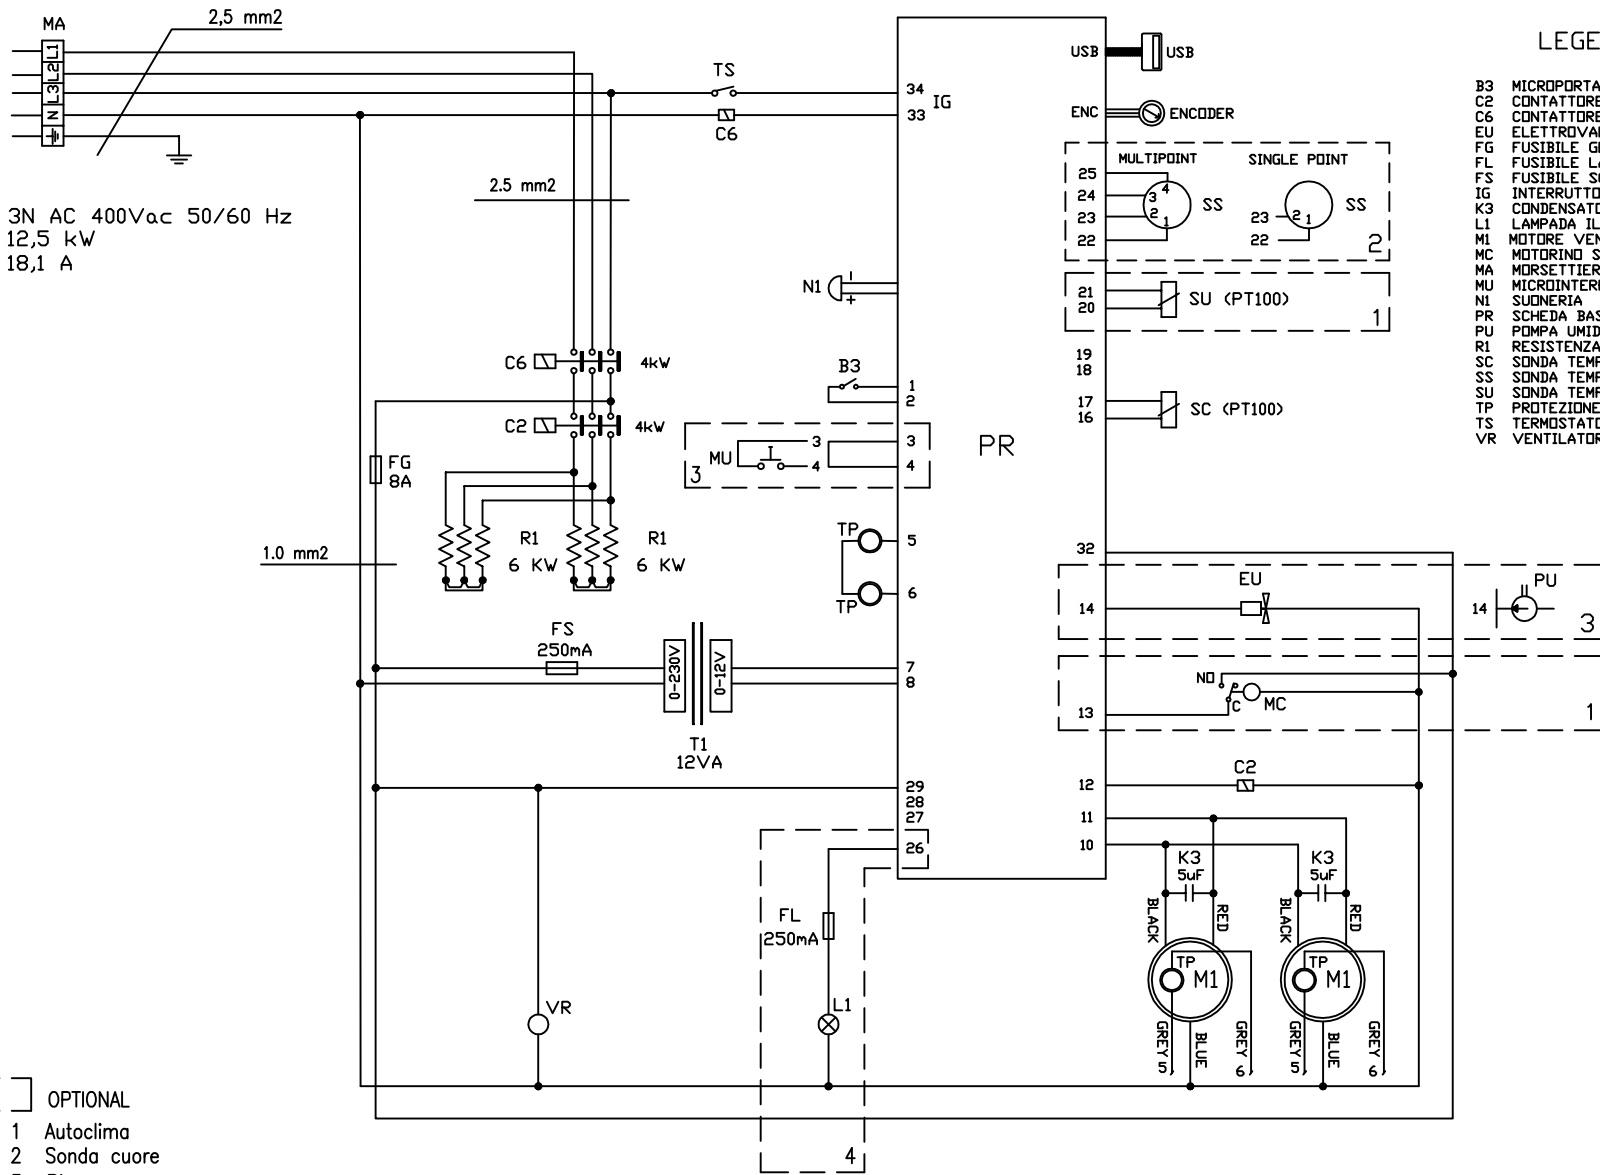 MA
2,5 mm2
L1
L2
L3
N
TS
C6
34
33
IG
3N AC 400Vac 50/60 Hz
12,5 kW
18,1 A
2.5 mm2
USB
USB
ENC
ENCODER
MULTIPOINT
SINGLE POINT
25
24
23
22
4
3
2
1
SS
23
22
2
1
SS
2
21
20
SU (PT100)
1
19
18
17
16
SC (PT100)
LEGE
B3 MICROPORTA
C2 CONTATTORE
C6 CONTATTORE
EU ELETTROVA
FG FUSIBILE G
FL FUSIBILE L
FS FUSIBILE S
IG INTERRUTTO
K3 CONDENSATO
L1 LAMPADA IL
M1 MOTORE VEN
MC MOTORINO S
MA MORSETTIER
MU MICROINTER
N1 SUONERIA
PR SCHEDA BAS
PU POMPA UMID
R1 RESISTENZA
SC SONDA TEMP
SS SONDA TEMP
SU SONDA TEMP
TP PROTEZIONE
TS TERMOSTATO
VR VENTILATOR
N1
-
+
C6
4kW
C2
4kW
B3
1
2
MU
3
4
3
4
3
PR
FG
8A
1.0 mm2
R1
6 KW
R1
6 KW
TP
5
TP
6
FS
250mA
0-230V
0-12V
T1
12VA
7
8
32
14
EU
14
PU
3
NO
C
MC
13
1
12
C2
11
10
29
28
27
26
K3
5uF
K3
5uF
BLACK
RED
BLACK
RED
TP
M1
TP
M1
GREY 5
BLUE
GREY 6
GREY 5
BLUE
GREY 6
FL
250mA
L1
VR
4
OPTIONAL
1 Autoclima
2 Sonda cuore